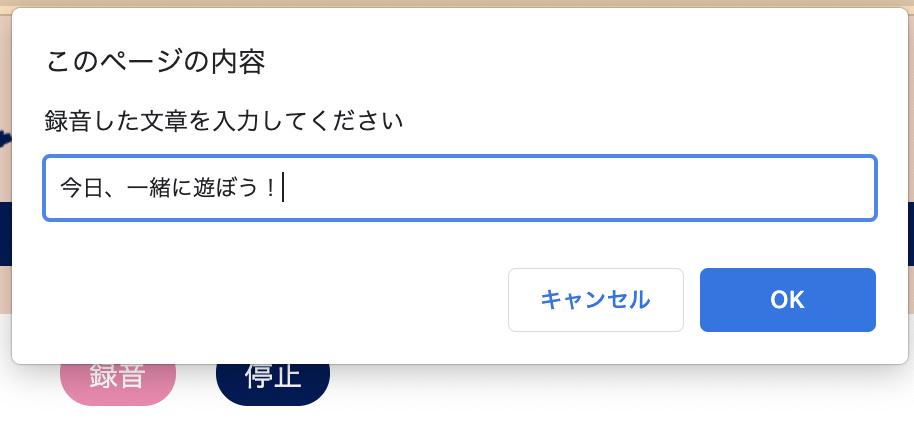 このページの内容
録音した文章を入力してください
今日、一緒に遊ぼう！
キャンセル
OK
録音
停止